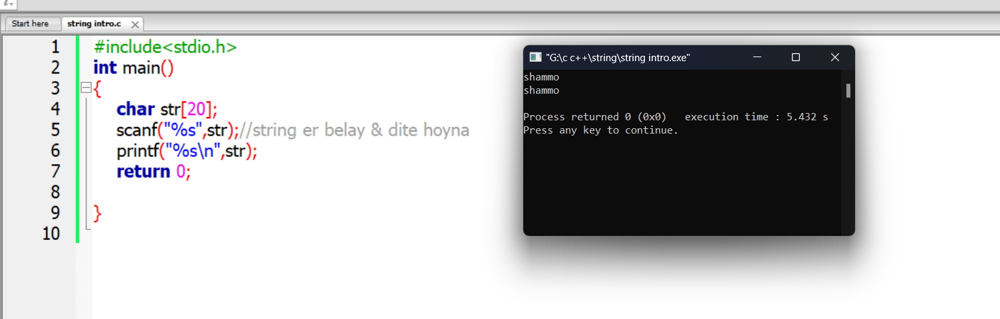 Start here
string intro.c
1 #include<stdio.h>
2 int main()
3 {
4 char str[20];
5 scanf("%s",str);//string er belay & dite hoyna
6 printf("%s\n",str);
7 return 0;
8
9 }
10
"G:\c c++\string\string intro.exe"
shammo
shammo
Process returned 0 (0x0)   execution time : 5.432 s
Press any key to continue.